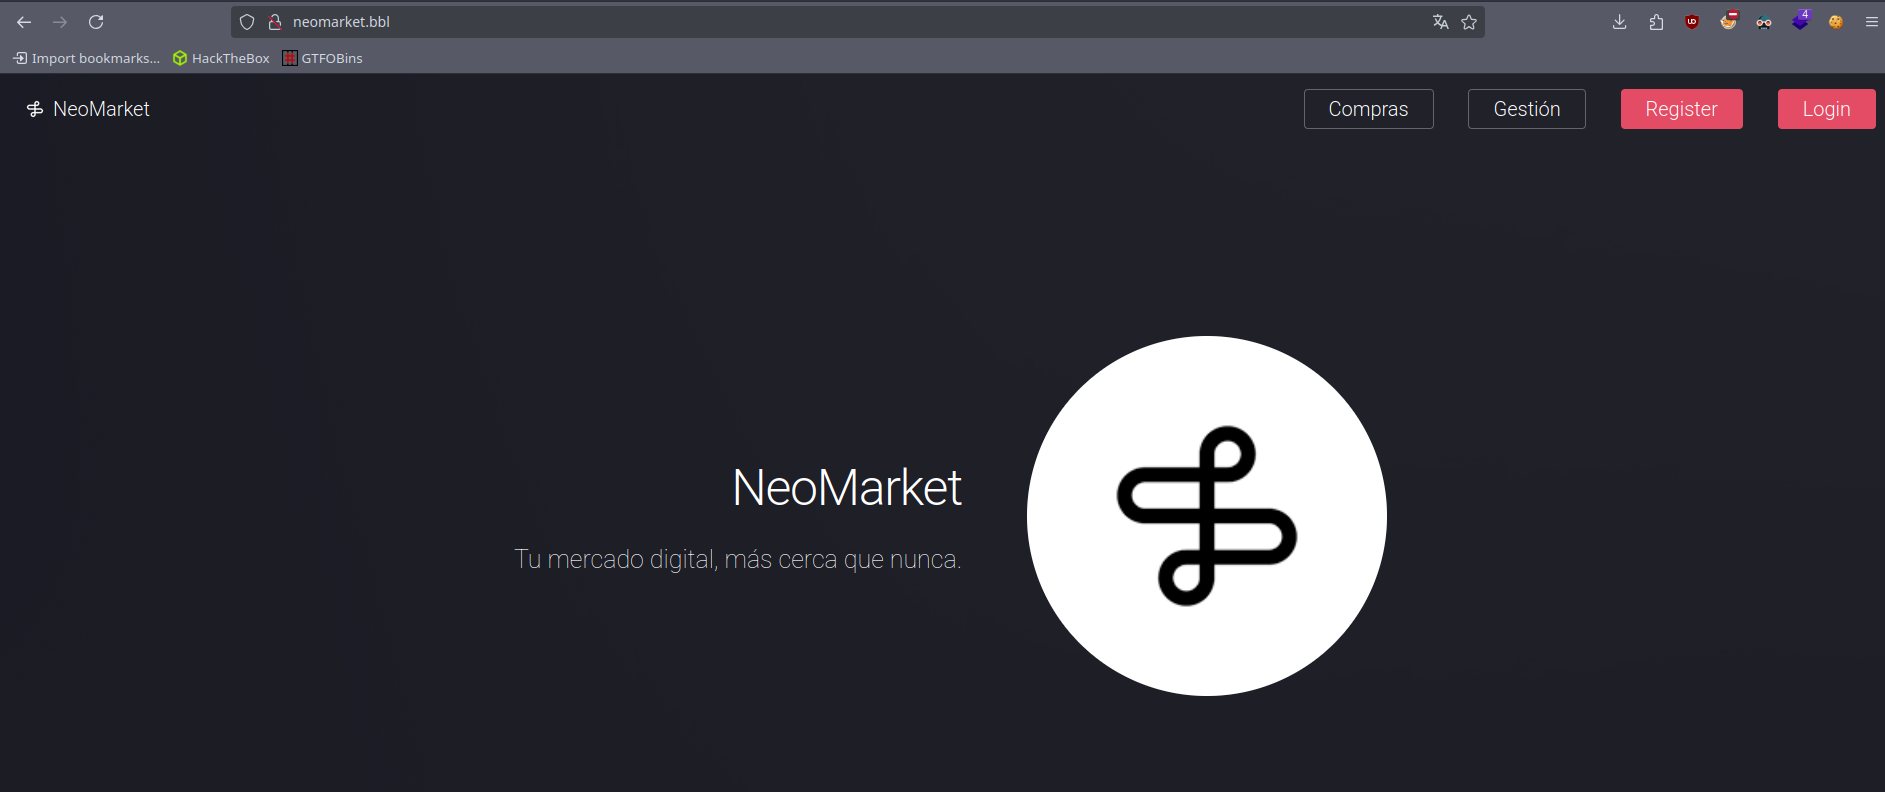 neomarket.bbl
4
Import bookmarks...
HackTheBox
GTFOBins
NeoMarket
Compras
Gestión
Register
Login
NeoMarket
Tu mercado digital, más cerca que nunca.